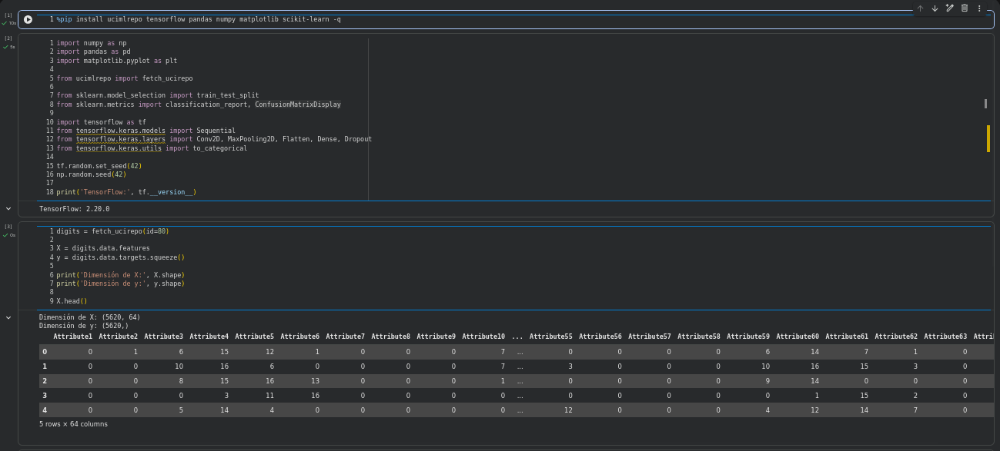 [1]
10s
1 %pip install ucimlrepo tensorflow pandas numpy matplotlib scikit-learn -q
[2]
5s
1 import numpy as np
2 import pandas as pd
3 import matplotlib.pyplot as plt
4
5 from ucimlrepo import fetch_ucirepo
6
7 from sklearn.model_selection import train_test_split
8 from sklearn.metrics import classification_report, ConfusionMatrixDisplay
9
10 import tensorflow as tf
11 from tensorflow.keras.models import Sequential
12 from tensorflow.keras.layers import Conv2D, MaxPooling2D, Flatten, Dense, Dropout
13 from tensorflow.keras.utils import to_categorical
14
15 tf.random.set_seed(42)
16 np.random.seed(42)
17
18 print('TensorFlow:', tf.__version__)
TensorFlow: 2.20.0
[3]
0s
1 digits = fetch_ucirepo(id=80)
2
3 X = digits.data.features
4 y = digits.data.targets.squeeze()
5
6 print('Dimensión de X:', X.shape)
7 print('Dimensión de y:', y.shape)
8
9 X.head()
Dimensión de X: (5620, 64)
Dimensión de y: (5620,)
Attribute1 Attribute2 Attribute3 Attribute4 Attribute5 Attribute6 Attribute7 Attribute8 Attribute9 Attribute10 ... Attribute55 Attribute56 Attribute57 Attribute58 Attribute59 Attribute60 Attribute61 Attribute62 Attribute63 Attri
0 0 1 6 15 12 1 0 0 0 7 ... 0 0 0 0 6 14 7 1 0
1 0 0 10 16 6 0 0 0 0 7 ... 3 0 0 0 10 16 15 3 0
2 0 0 8 15 16 13 0 0 0 1 ... 0 0 0 0 9 14 0 0 0
3 0 0 0 3 11 16 0 0 0 0 ... 0 0 0 0 0 1 15 2 0
4 0 0 5 14 4 0 0 0 0 0 ... 12 0 0 0 4 12 14 7 0
5 rows × 64 columns